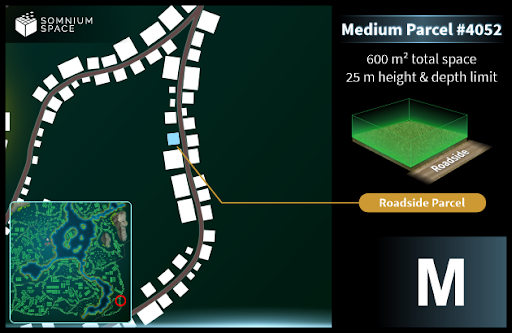 SOMNIUM
SPACE
Medium Parcel #4052
600 m² total space
25 m height & depth limit
Roadside
Roadside Parcel
M